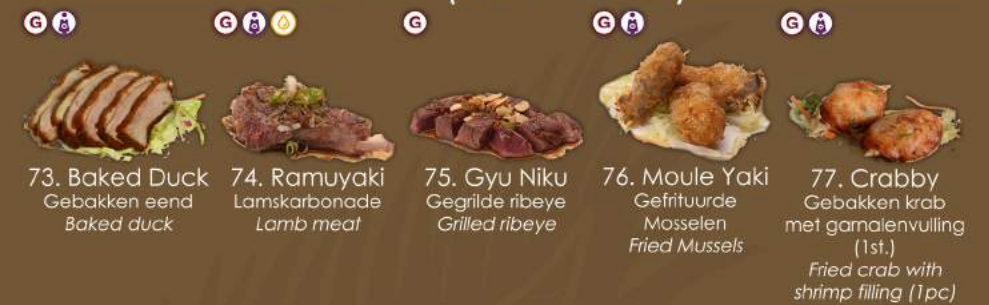 G
G
G
G
G
73. Baked Duck
Gebakken eend
Baked duck
74. Ramuyaki
Lamskarbonade
Lamb meat
75. Gyu Niku
Gegrilde ribeye
Grilled ribeye
76. Moule Yaki
Gefrituurde
Mosselen
Fried Mussels
77. Crabby
Gebakken krab
met garnalenvulling
(1st.)
Fried crab with
shrimp filling (1pc)